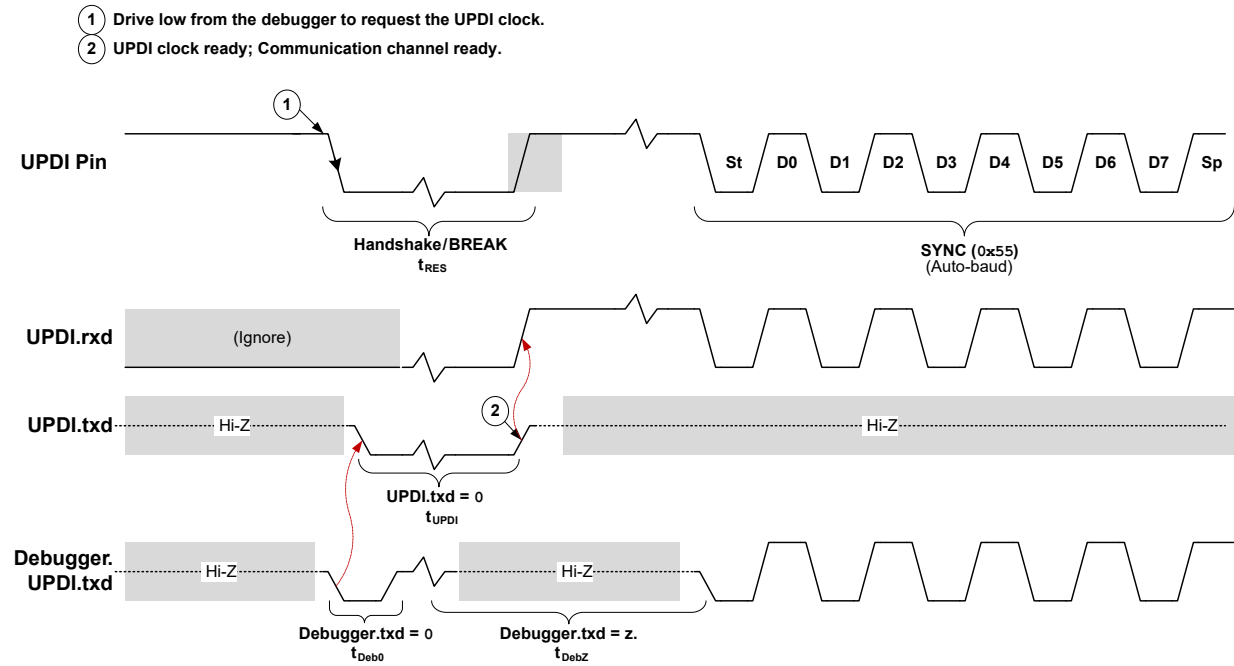 1 Drive low from the debugger to request the UPDI clock.
2 UPDI clock ready; Communication channel ready.
1
UPDI Pin
St D0 D1 D2 D3 D4 D5 D6 D7 Sp
Handshake/BREAK
tRES
SYNC (0x55)
(Auto-baud)
UPDI.rxd
(Ignore)
2
UPDI.txd
Hi-Z
Hi-Z
UPDI.txd = 0
tUPDI
Debugger.
UPDI.txd
Hi-Z
Hi-Z
Debugger.txd = 0
tDeb0
Debugger.txd = z.
tDebZ